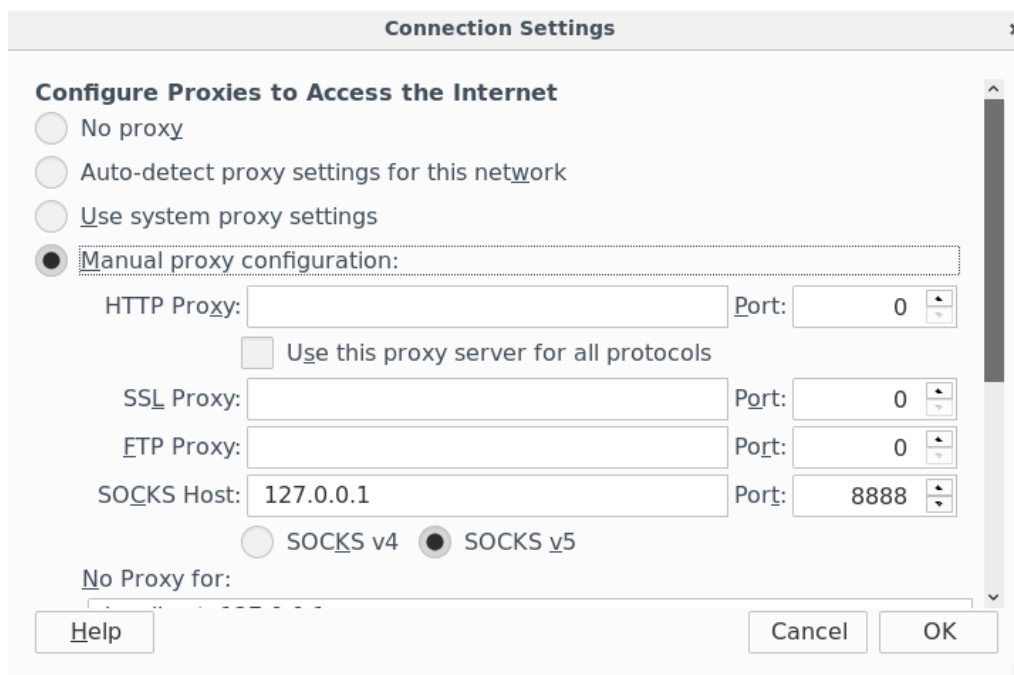 Connection Settings
Configure Proxies to Access the Internet
No proxy
Auto-detect proxy settings for this network
Use system proxy settings
Manual proxy configuration:
HTTP Proxy: Port: 0
Use this proxy server for all protocols
SSL Proxy: Port: 0
FTP Proxy: Port: 0
SOCKS Host: 127.0.0.1 Port: 8888
SOCKS v4 SOCKS v5
No Proxy for:
Help Cancel OK